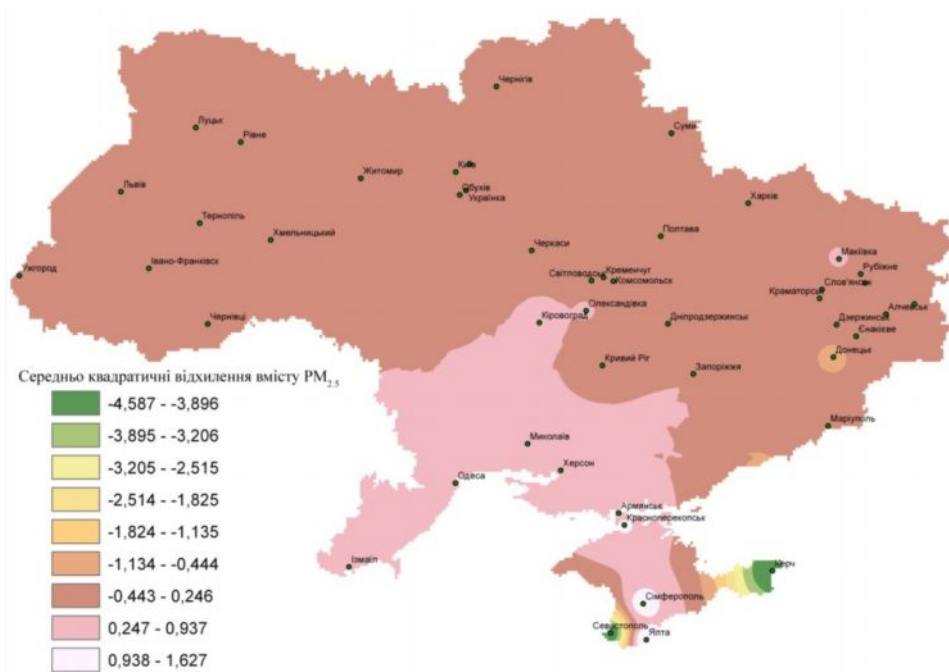 Чернігів
Луцьк
Рівне
Суми
Київ
Житомир
Львів
Обухів
Українка
Харків
Тернопіль
Хмельницький
Полтава
Черкаси
Макіївка
Ужгород
Івано-Франківск
Світловодськ
Кременчуг
Комсомольск
Рубіжне
Слов'янськ
Краматорськ
Чернівці
Кіровоград
Олександівка
Дніпродзержинськ
Дзержинськ
Алчевськ
Єнакієве
Донецьк
Кривий Ріг
Запоріжжя
Середньо квадратичні відхилення вмісту PM2.5
-4,587 - -3,896
-3,895 - -3,206
-3,205 - -2,515
-2,514 - -1,825
-1,824 - -1,135
-1,134 - -0,444
-0,443 - 0,246
0,247 - 0,937
0,938 - 1,627
Маріуполь
Миколаїв
Херсон
Одеса
Армянськ
Красноперекопськ
Ізмаїл
Керч
Сімферополь
Севастополь
Ялта